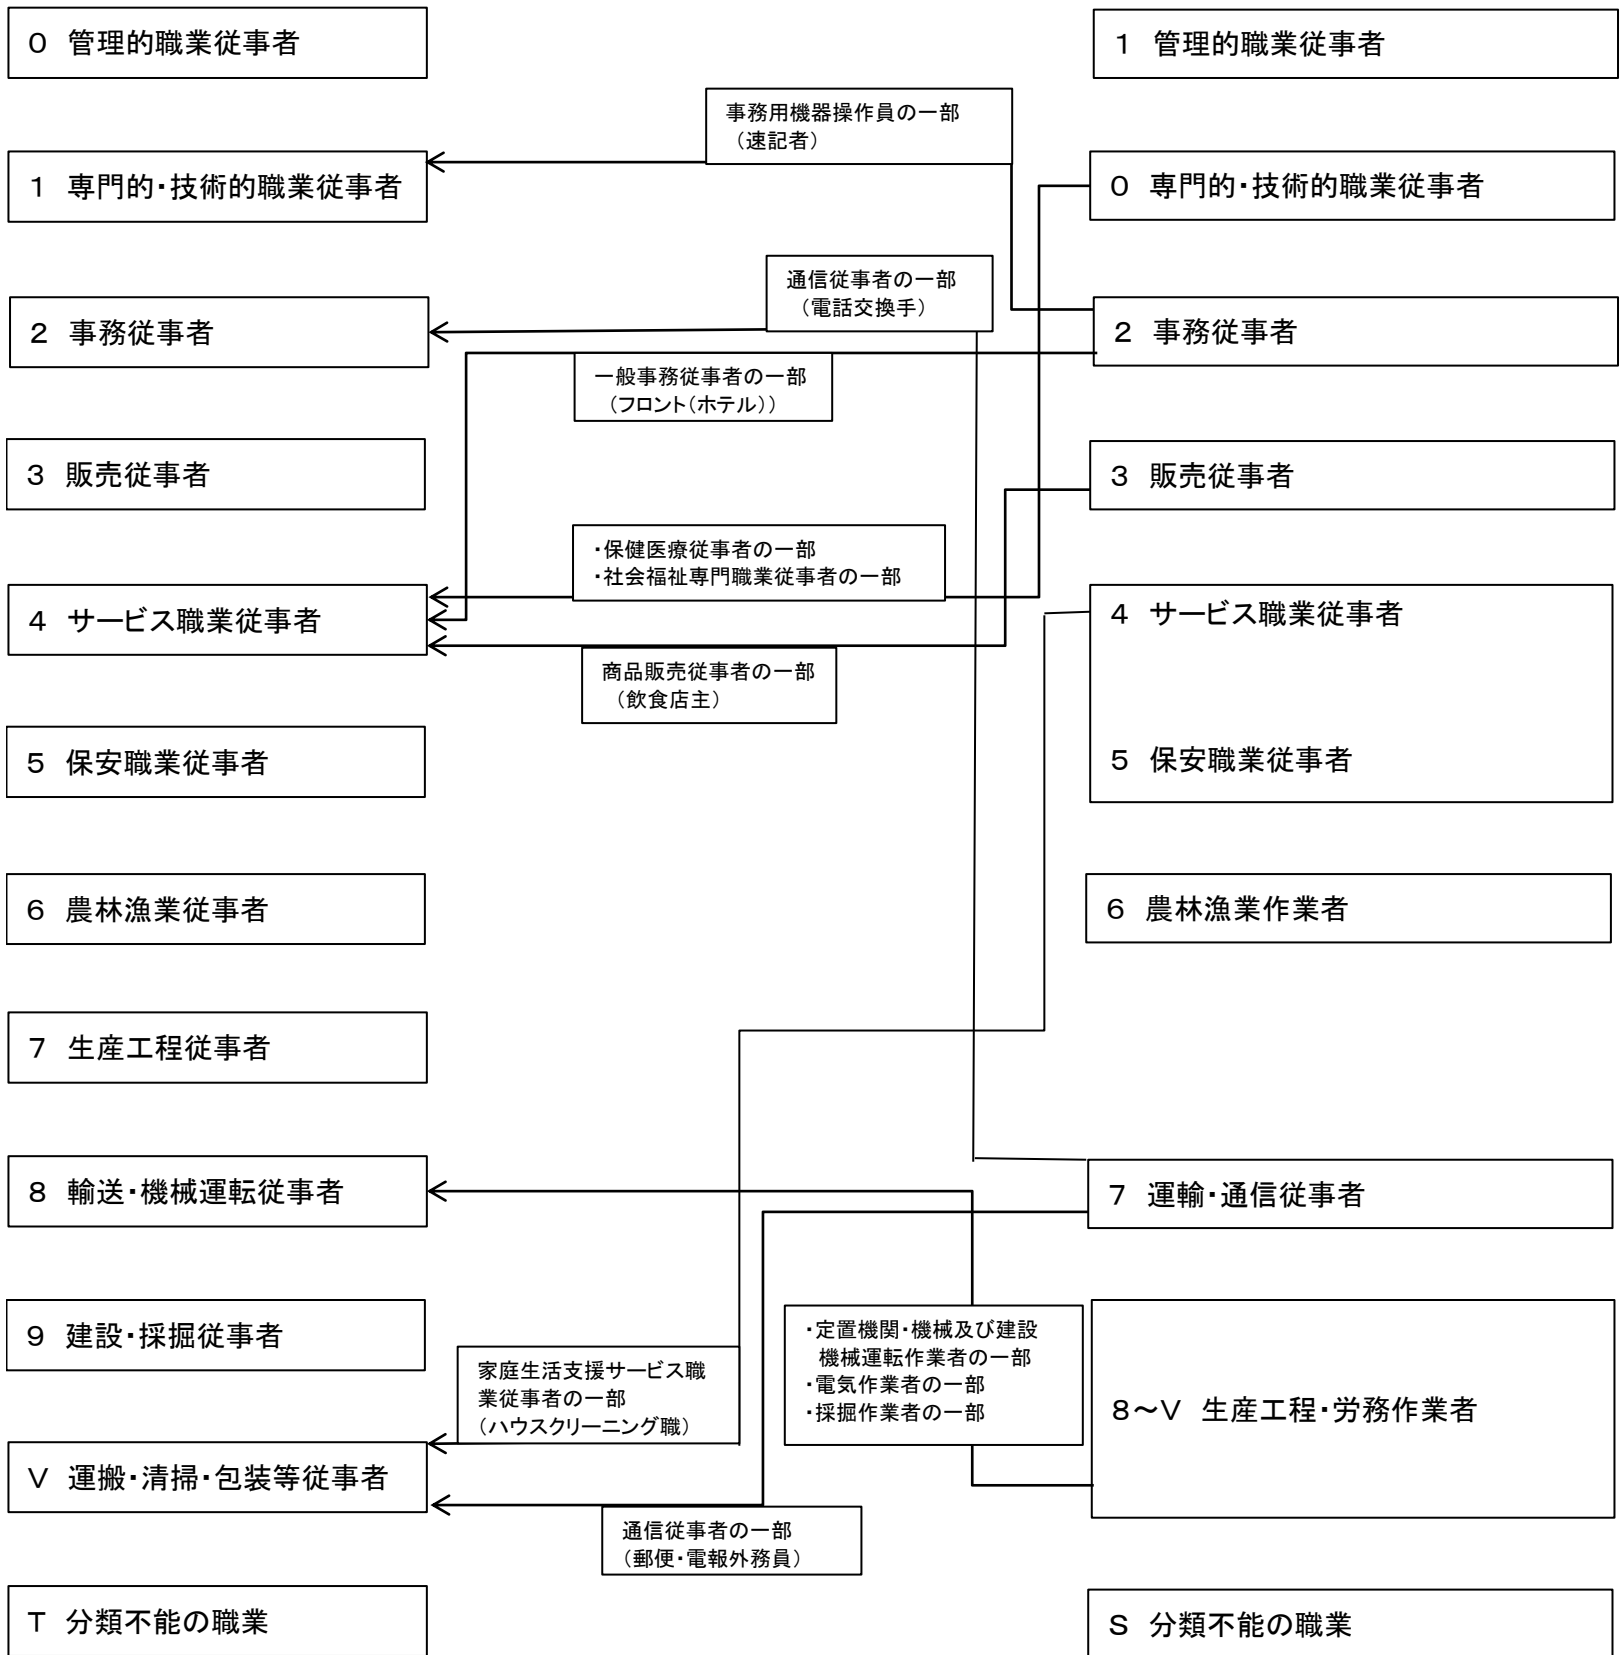 ０　管理的職業従事者
１　管理的職業従事者
事務用機器操作員の一部
（速記者）
１　専門的・技術的職業従事者
０　専門的・技術的職業従事者
通信従事者の一部
（電話交換手）
２　事務従事者
２　事務従事者
一般事務従事者の一部
（フロント（ホテル））
３　販売従事者
３　販売従事者
・保健医療従事者の一部
・社会福祉専門職業従事者の一部
４　サービス職業従事者
４　サービス職業従事者
商品販売従事者の一部
（飲食店主）
５　保安職業従事者
５　保安職業従事者
６　農林漁業従事者
６　農林漁業作業者
７　生産工程従事者
８　輸送・機械運転従事者
７　運輸・通信従事者
９　建設・採掘従事者
・定置機関・機械及び建設
機械運転作業者の一部
・電気作業者の一部
・採掘作業者の一部
家庭生活支援サービス職
業従事者の一部
（ハウスクリーニング職）
８～Ｖ　生産工程・労務作業者
Ｖ　運搬・清掃・包装等従事者
通信従事者の一部
（郵便・電報外務員）
Ｔ　分類不能の職業
Ｓ　分類不能の職業